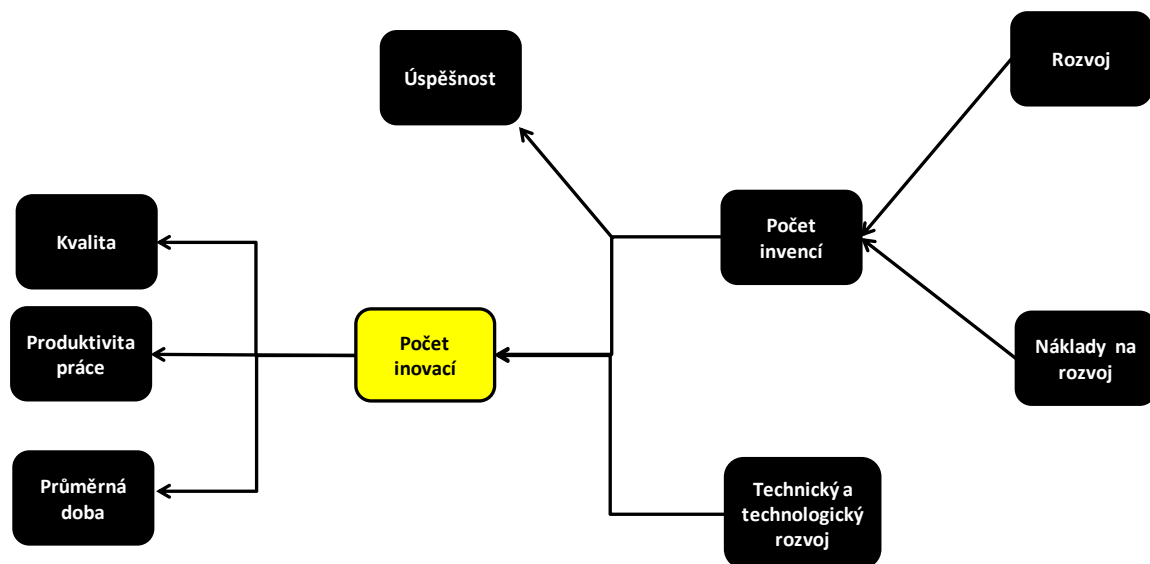 Úspěšnost
Rozvoj
Kvalita
Počet
invencí
Produktivita
práce
Počet
inovací
Náklady na
rozvoj
Průměrná
doba
Technický a
technologický
rozvoj